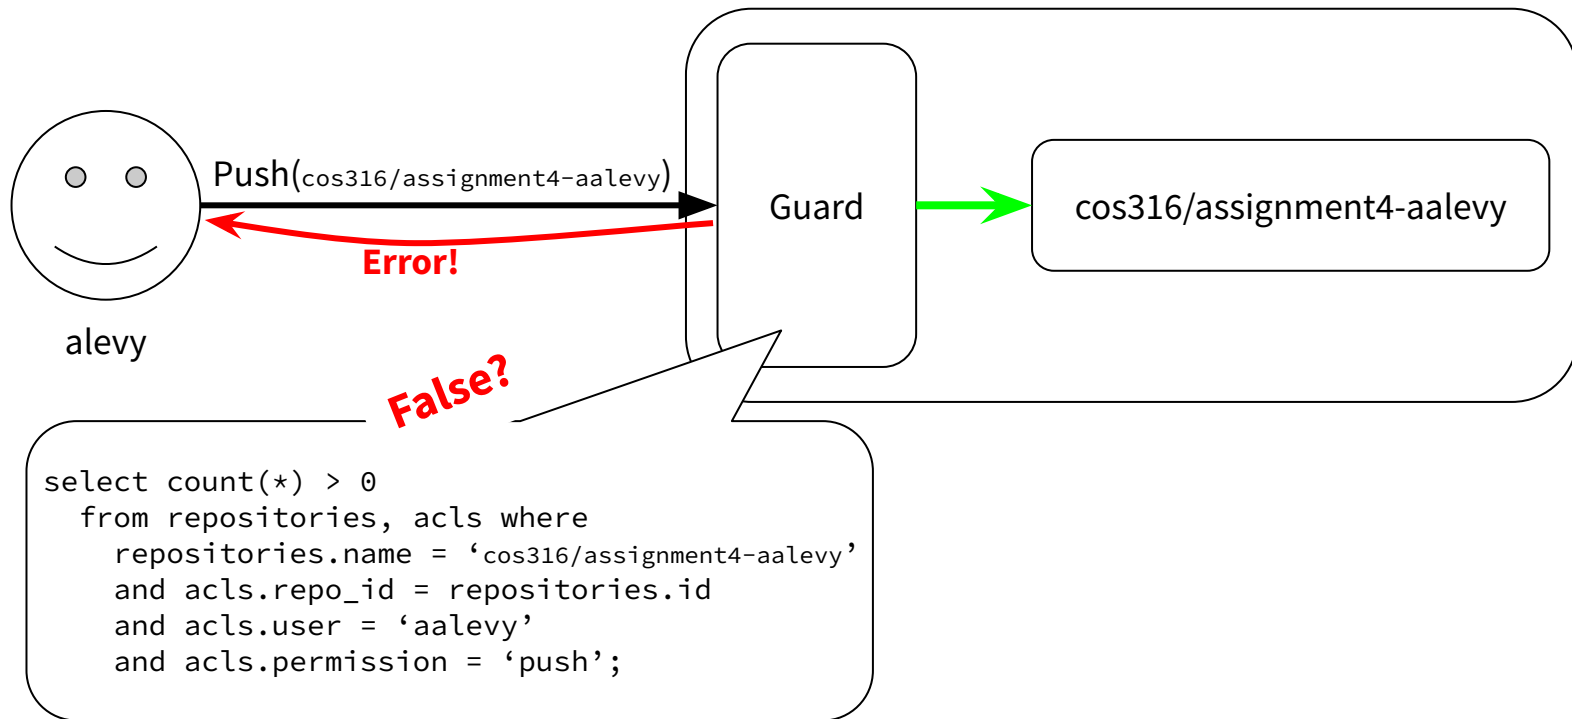 Push(cos316/assignment4-aalevy)
Guard
cos316/assignment4-aalevy
Error!
alevy
False?
select count(*) > 0
from repositories, acls where
repositories.name = ‘cos316/assignment4-aalevy’
and acls.repo_id = repositories.id
and acls.user = ‘aalevy’
and acls.permission = ‘push’;